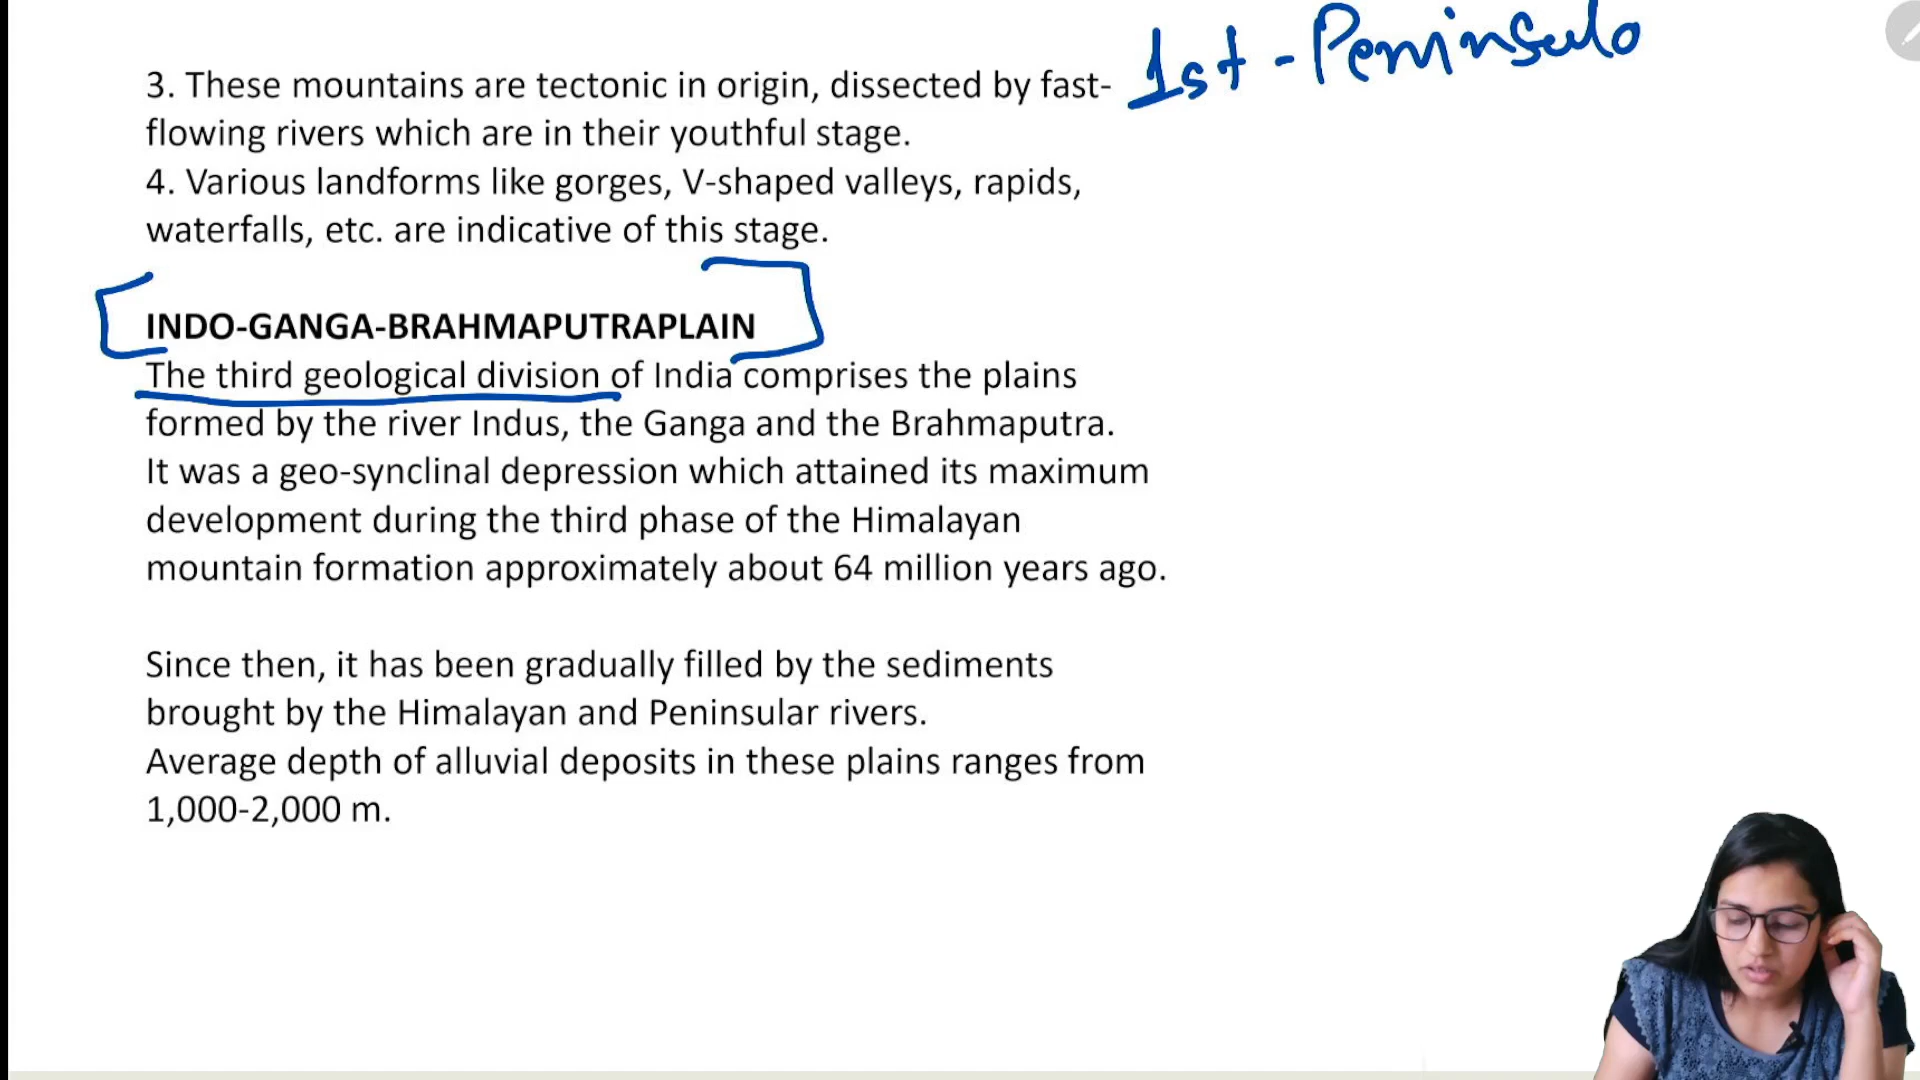 1st - Peninsula
3. These mountains are tectonic in origin, dissected by fast-
flowing rivers which are in their youthful stage.
4. Various landforms like gorges, V-shaped valleys, rapids,
waterfalls, etc. are indicative of this stage.
INDO-GANGA-BRAHMAPUTRAPLAIN
The third geological division of India comprises the plains
formed by the river Indus, the Ganga and the Brahmaputra.
It was a geo-synclinal depression which attained its maximum
development during the third phase of the Himalayan
mountain formation approximately about 64 million years ago.
Since then, it has been gradually filled by the sediments
brought by the Himalayan and Peninsular rivers.
Average depth of alluvial deposits in these plains ranges from
1,000-2,000 m.